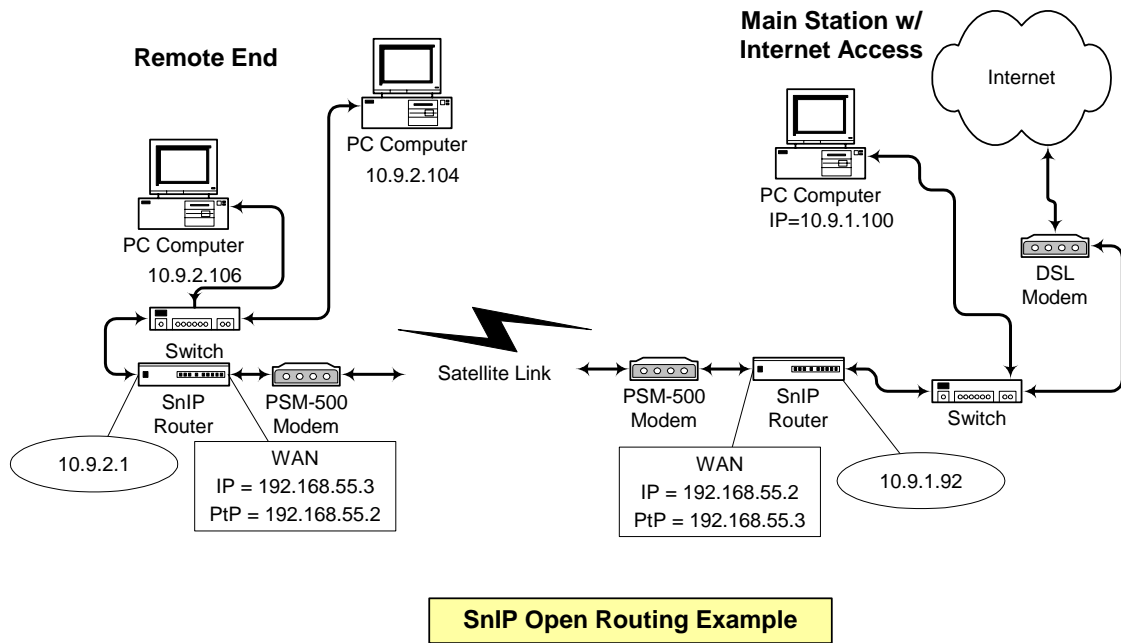 Remote End
Main Station w/
Internet Access
Internet
PC Computer
10.9.2.104
PC Computer
IP=10.9.1.100
PC Computer
10.9.2.106
DSL
Modem
Switch
Satellite Link
SnIP
Router
PSM-500
Modem
PSM-500
Modem
SnIP
Router
Switch
10.9.2.1
WAN
IP = 192.168.55.3
PtP = 192.168.55.2
WAN
IP = 192.168.55.2
PtP = 192.168.55.3
10.9.1.92
SnIP Open Routing Example